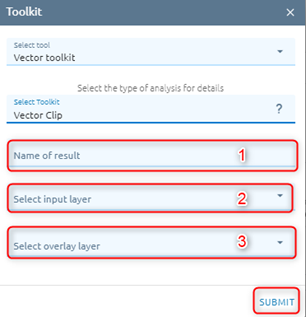 Toolkit ×
Select tool
Vector toolkit
Select the type of analysis for details
Select Toolkit
Vector Clip ?
Name of result 1
Select input layer 2
Select overlay layer 3
SUBMIT